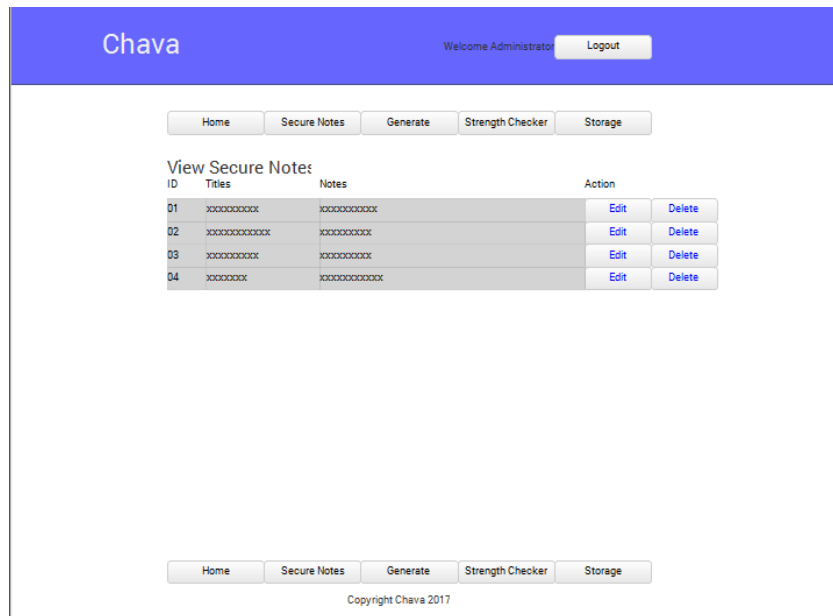 Chava
Welcome Administrator Logout
Home Secure Notes Generate Strength Checker Storage
View Secure Notes
ID Titles Notes Action
01 xxxxxxxxx xxxxxxxxxx Edit Delete
02 xxxxxxxxxxx xxxxxxxxx Edit Delete
03 xxxxxxxxx xxxxxxxxx Edit Delete
04 xxxxxxx xxxxxxxxxxx Edit Delete
Home Secure Notes Generate Strength Checker Storage
Copyright Chava 2017